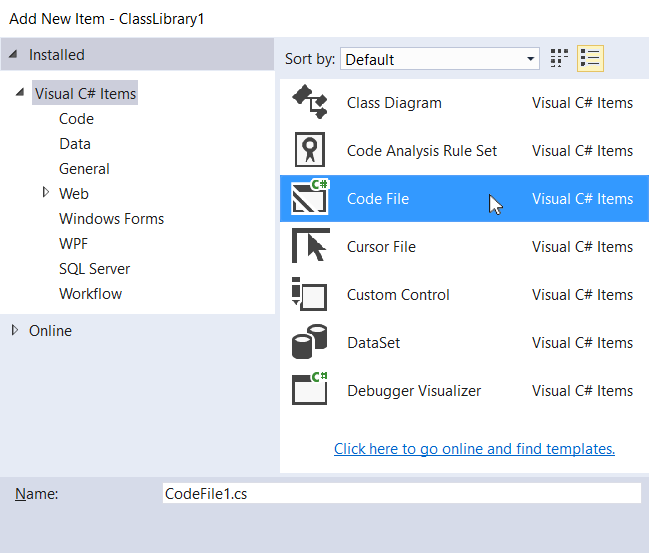 Add New Item - ClassLibrary1
Installed
Visual C# Items
Code
Data
General
Web
Windows Forms
WPF
SQL Server
Workflow
Online
Sort by: Default
Class Diagram Visual C# Items
Code Analysis Rule Set Visual C# Items
C# Code File Visual C# Items
Cursor File Visual C# Items
Custom Control Visual C# Items
DataSet Visual C# Items
C# Debugger Visualizer Visual C# Items
Click here to go online and find templates.
Name: CodeFile1.cs